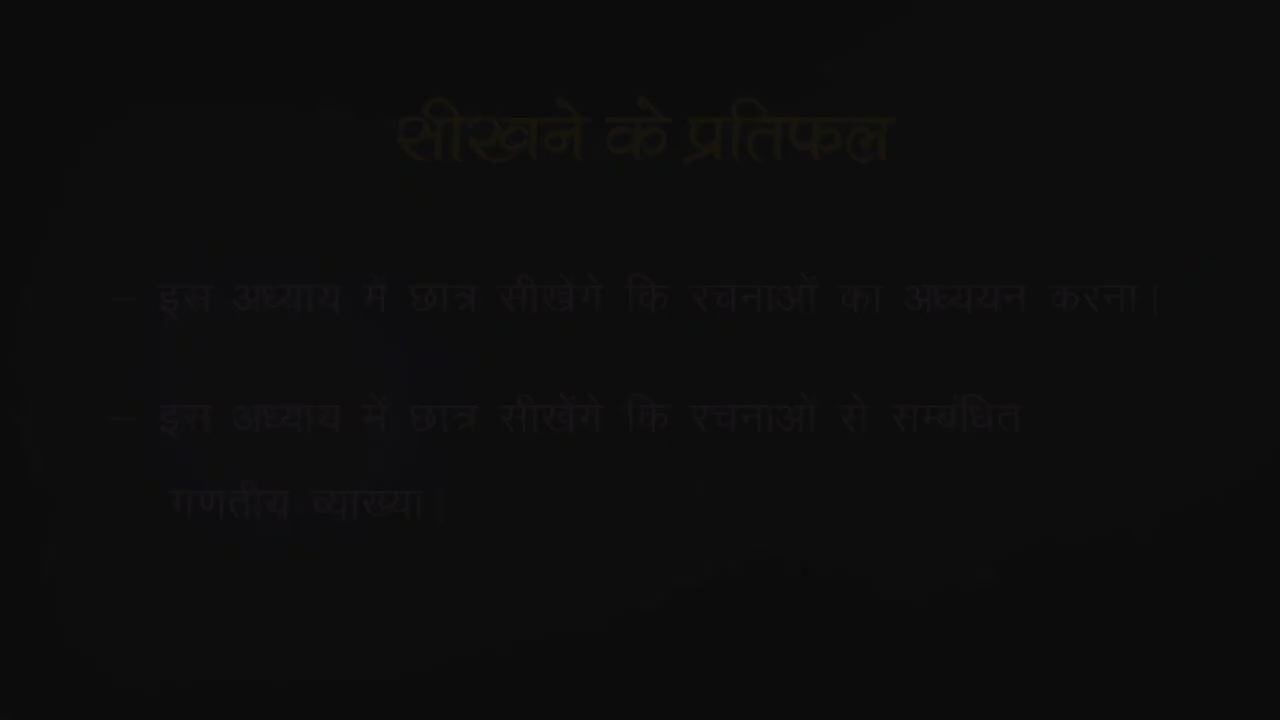 सीखने के प्रतिफल
– इस अध्याय में छात्र सीखेंगे कि रचनाओं का अध्ययन करना |
– इस अध्याय में छात्र सीखेंगे कि रचनाओं से सम्बंधित
गणतीय व्याख्या |